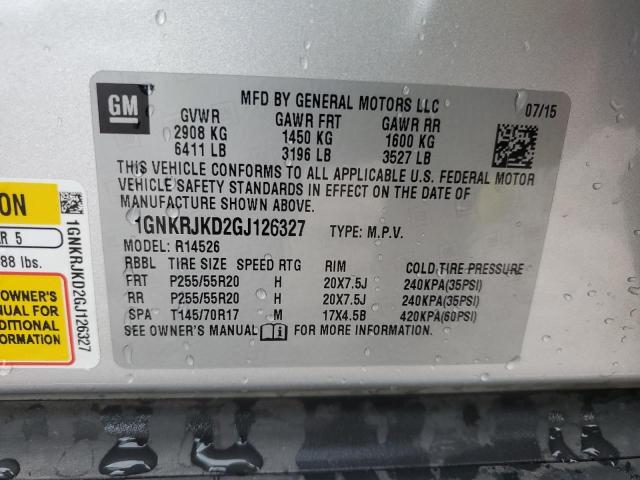 GM
MFD BY GENERAL MOTORS LLC
07/15
GVWR GAWR FRT GAWR RR
2908 KG 1450 KG 1600 KG
6411 LB 3196 LB 3527 LB
THIS VEHICLE CONFORMS TO ALL APPLICABLE U.S. FEDERAL MOTOR
VEHICLE SAFETY STANDARDS IN EFFECT ON THE DATE OF
MANUFACTURE SHOWN ABOVE.
1GNKRJKD2GJ126327 TYPE: M.P.V.
MODEL: R14526
RBBL TIRE SIZE SPEED RTG RIM COLD TIRE PRESSURE
FRT P255/55R20 H 20X7.5J 240KPA(35PSI)
RR P255/55R20 H 20X7.5J 240KPA(35PSI)
SPA T145/70R17 M 17X4.5B 420KPA(60PSI)
SEE OWNER'S MANUAL FOR MORE INFORMATION.
ON
R 5
88 lbs.
OWNER'S
MANUAL FOR
DDITIONAL
FORMATION
1GNKRJKD2GJ126327